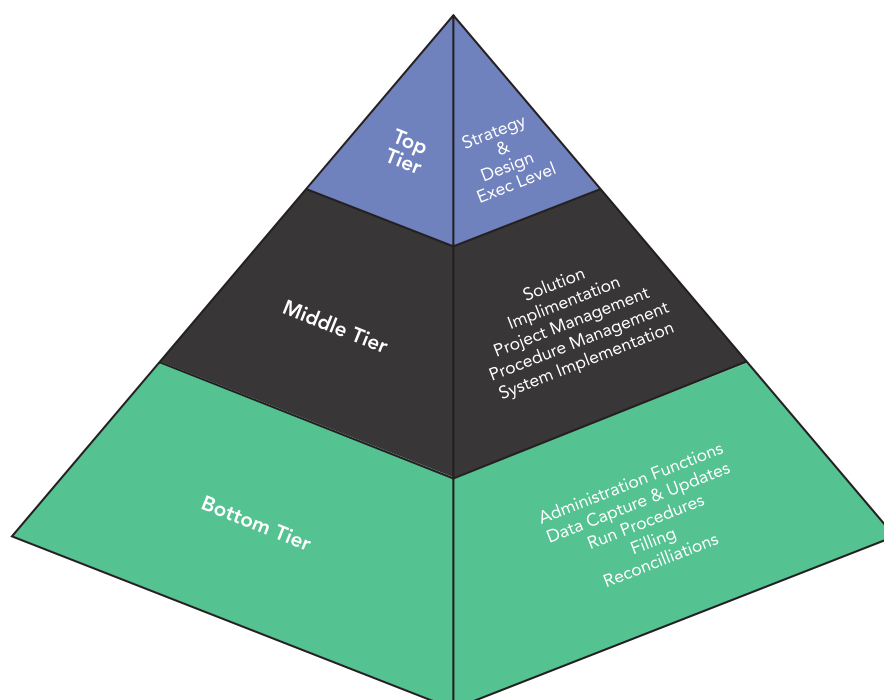 Top
Tier
Strategy
&
Design
Exec Level
Middle Tier
Solution
Implimentation
Project Management
Procedure Management
System Implementation
Bottom Tier
Administration Functions
Data Capture & Updates
Run Procedures
Filling
Reconcilliations